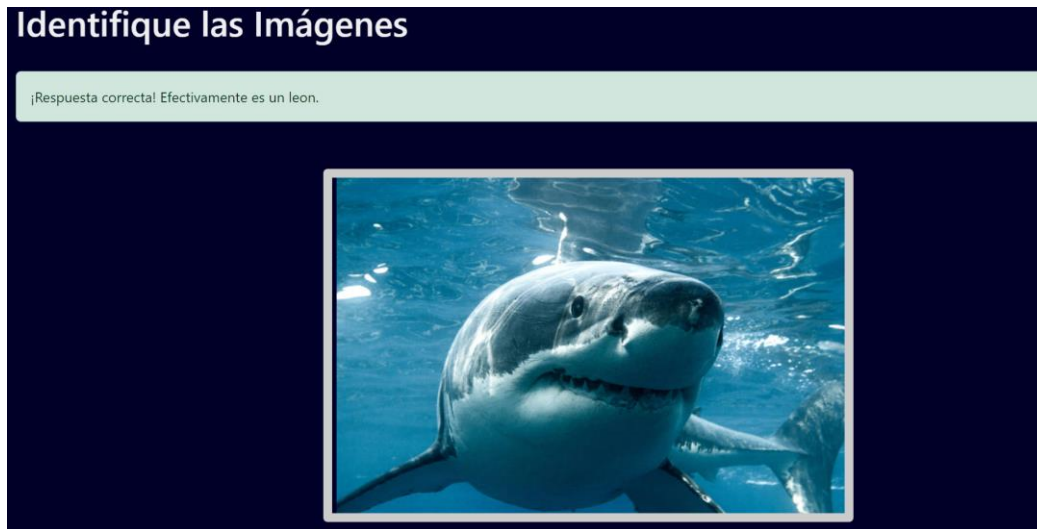 Identifique las Imágenes
¡Respuesta correcta! Efectivamente es un leon.